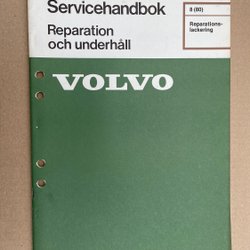 Servicehandbok
Reparation
och underhåll
8 (80)
Reparations-
lackering
VOLVO